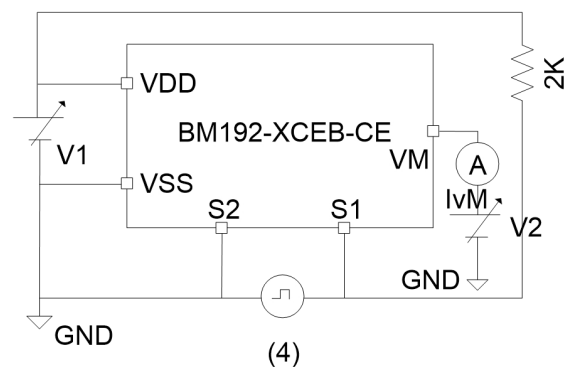 2K
VDD
BM192-XCEB-CE
V1
VM
A
VSS
IvM
S2
S1
V2
GND
GND
(4)